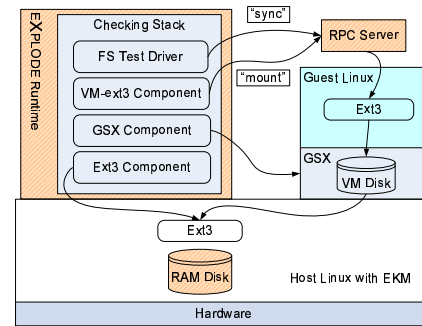 EXPLODE Runtime
Checking Stack
FS Test Driver
VM-ext3 Component
GSX Component
Ext3 Component
"sync"
"mount"
RPC Server
Guest Linux
Ext3
GSX
VM Disk
Ext3
RAM Disk
Host Linux with EKM
Hardware